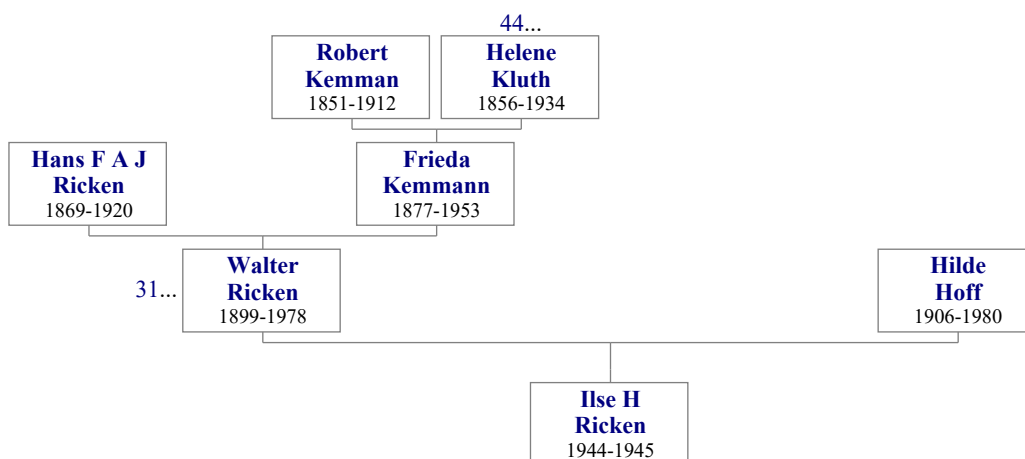 44...
Robert
Kemman
1851-1912
Helene
Kluth
1856-1934
Hans F A J
Ricken
1869-1920
Frieda
Kemmann
1877-1953
31...
Walter
Ricken
1899-1978
Hilde
Hoff
1906-1980
Ilse H
Ricken
1944-1945